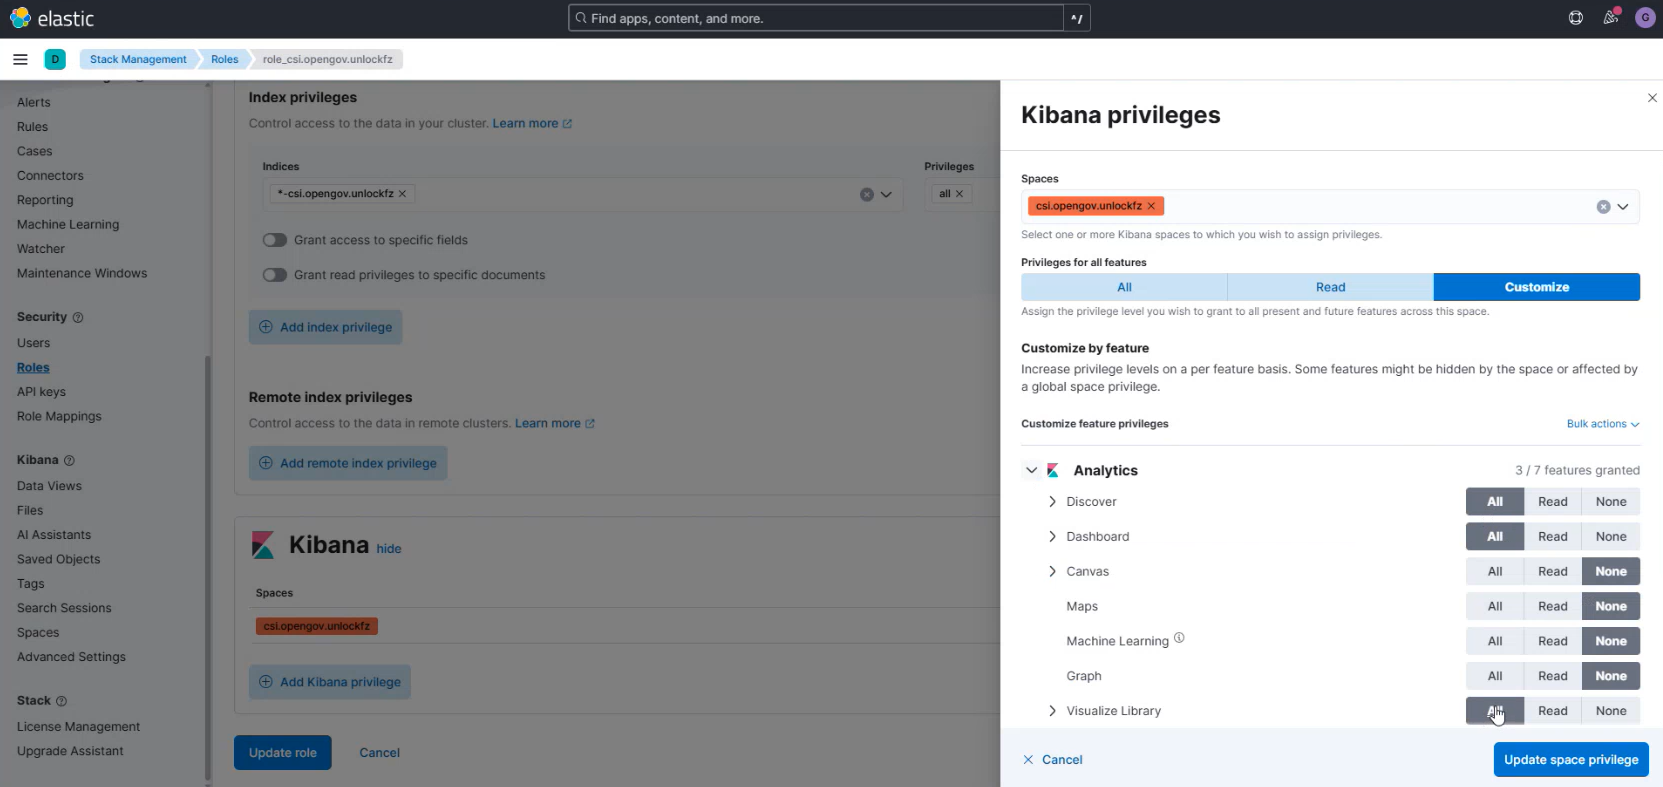 elastic
Find apps, content, and more.
^/
G
D
Stack Management
Roles
role_csi.opengov.unlockfz
Alerts
Rules
Cases
Connectors
Reporting
Machine Learning
Watcher
Maintenance Windows
Security
Users
Roles
API keys
Role Mappings
Kibana
Data Views
Files
AI Assistants
Saved Objects
Tags
Search Sessions
Spaces
Advanced Settings
Stack
License Management
Upgrade Assistant
Index privileges
Control access to the data in your cluster. Learn more
Indices
Privileges
*-csi.opengov.unlockfz
all
Grant access to specific fields
Grant read privileges to specific documents
Add index privilege
Remote index privileges
Control access to the data in remote clusters. Learn more
Add remote index privilege
Kibana hide
Spaces
csi.opengov.unlockfz
Add Kibana privilege
Update role
Cancel
Kibana privileges
Spaces
csi.opengov.unlockfz
Select one or more Kibana spaces to which you wish to assign privileges.
Privileges for all features
All Read Customize
Assign the privilege level you wish to grant to all present and future features across this space.
Customize by feature
Increase privilege levels on a per feature basis. Some features might be hidden by the space or affected by
a global space privilege.
Customize feature privileges
Bulk actions
Analytics 3 / 7 features granted
Discover All Read None
Dashboard All Read None
Canvas All Read None
Maps All Read None
Machine Learning All Read None
Graph All Read None
Visualize Library All Read None
Cancel
Update space privilege